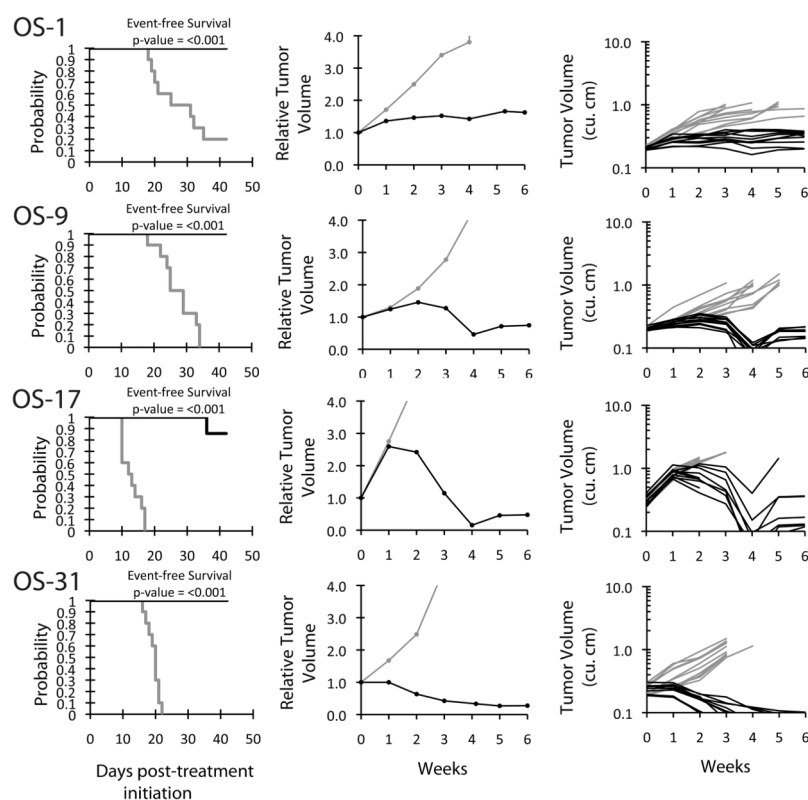 OS-1
Event-free Survival
p-value = <0.001
Probability
1
0.9
0.8
0.7
0.6
0.5
0.4
0.3
0.2
0.1
0
0 10 20 30 40 50
Relative Tumor
Volume
4.0
3.0
2.0
1.0
0.0
0 1 2 3 4 5 6
Tumor Volume
(cu. cm)
10.0
1.0
0.1
0 1 2 3 4 5 6
OS-9
Event-free Survival
p-value = <0.001
Probability
1
0.9
0.8
0.7
0.6
0.5
0.4
0.3
0.2
0.1
0
0 10 20 30 40 50
Relative Tumor
Volume
4.0
3.0
2.0
1.0
0.0
0 1 2 3 4 5 6
Tumor Volume
(cu. cm)
10.0
1.0
0.1
0 1 2 3 4 5 6
OS-17
Event-free Survival
p-value = <0.001
Probability
1
0.9
0.8
0.7
0.6
0.5
0.4
0.3
0.2
0.1
0
0 10 20 30 40 50
Relative Tumor
Volume
4.0
3.0
2.0
1.0
0.0
0 1 2 3 4 5 6
Tumor Volume
(cu. cm)
10.0
1.0
0.1
0 1 2 3 4 5 6
OS-31
Event-free Survival
p-value = <0.001
Probability
1
0.9
0.8
0.7
0.6
0.5
0.4
0.3
0.2
0.1
0
0 10 20 30 40 50
Days post-treatment
initiation
Relative Tumor
Volume
4.0
3.0
2.0
1.0
0.0
0 1 2 3 4 5 6
Weeks
Tumor Volume
(cu. cm)
10.0
1.0
0.1
0 1 2 3 4 5 6
Weeks